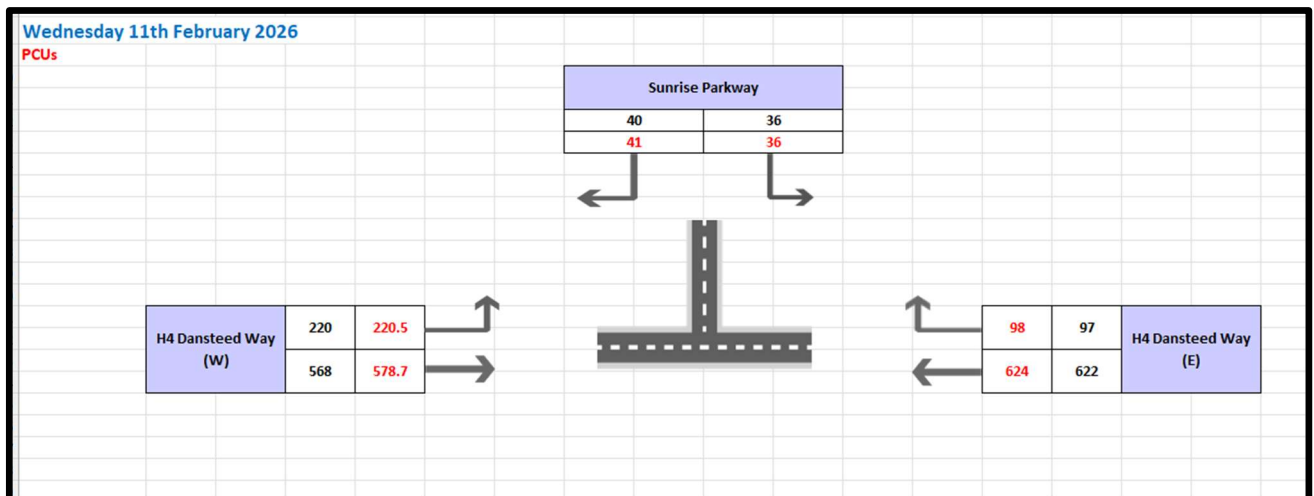 Wednesday 11th February 2026
PCUs
Sunrise Parkway
40 36
41 36
H4 Dansteed Way
(W)
220 220.5
568 578.7
98 97
624 622
H4 Dansteed Way
(E)